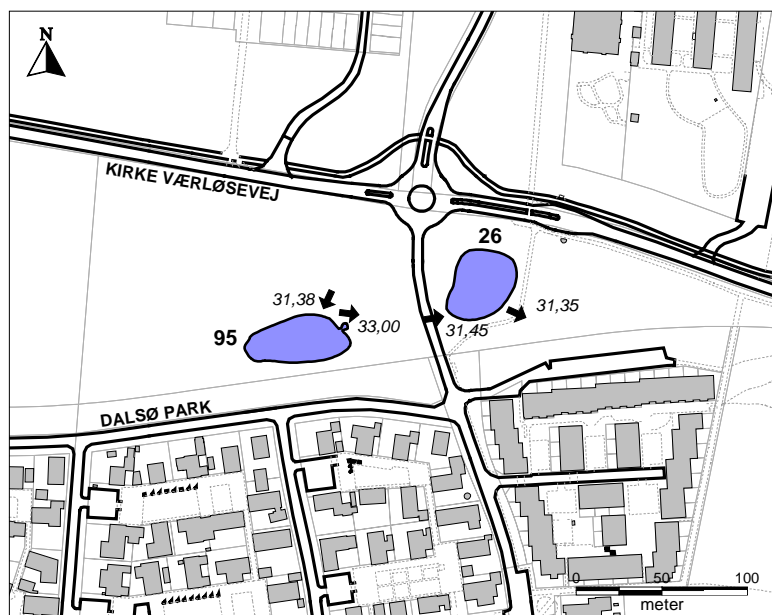 N
KIRKE VÆRLØSEVEJ
26
31,38
31,35
33,00
31,45
95
DALSØ PARK
0 50 100
meter